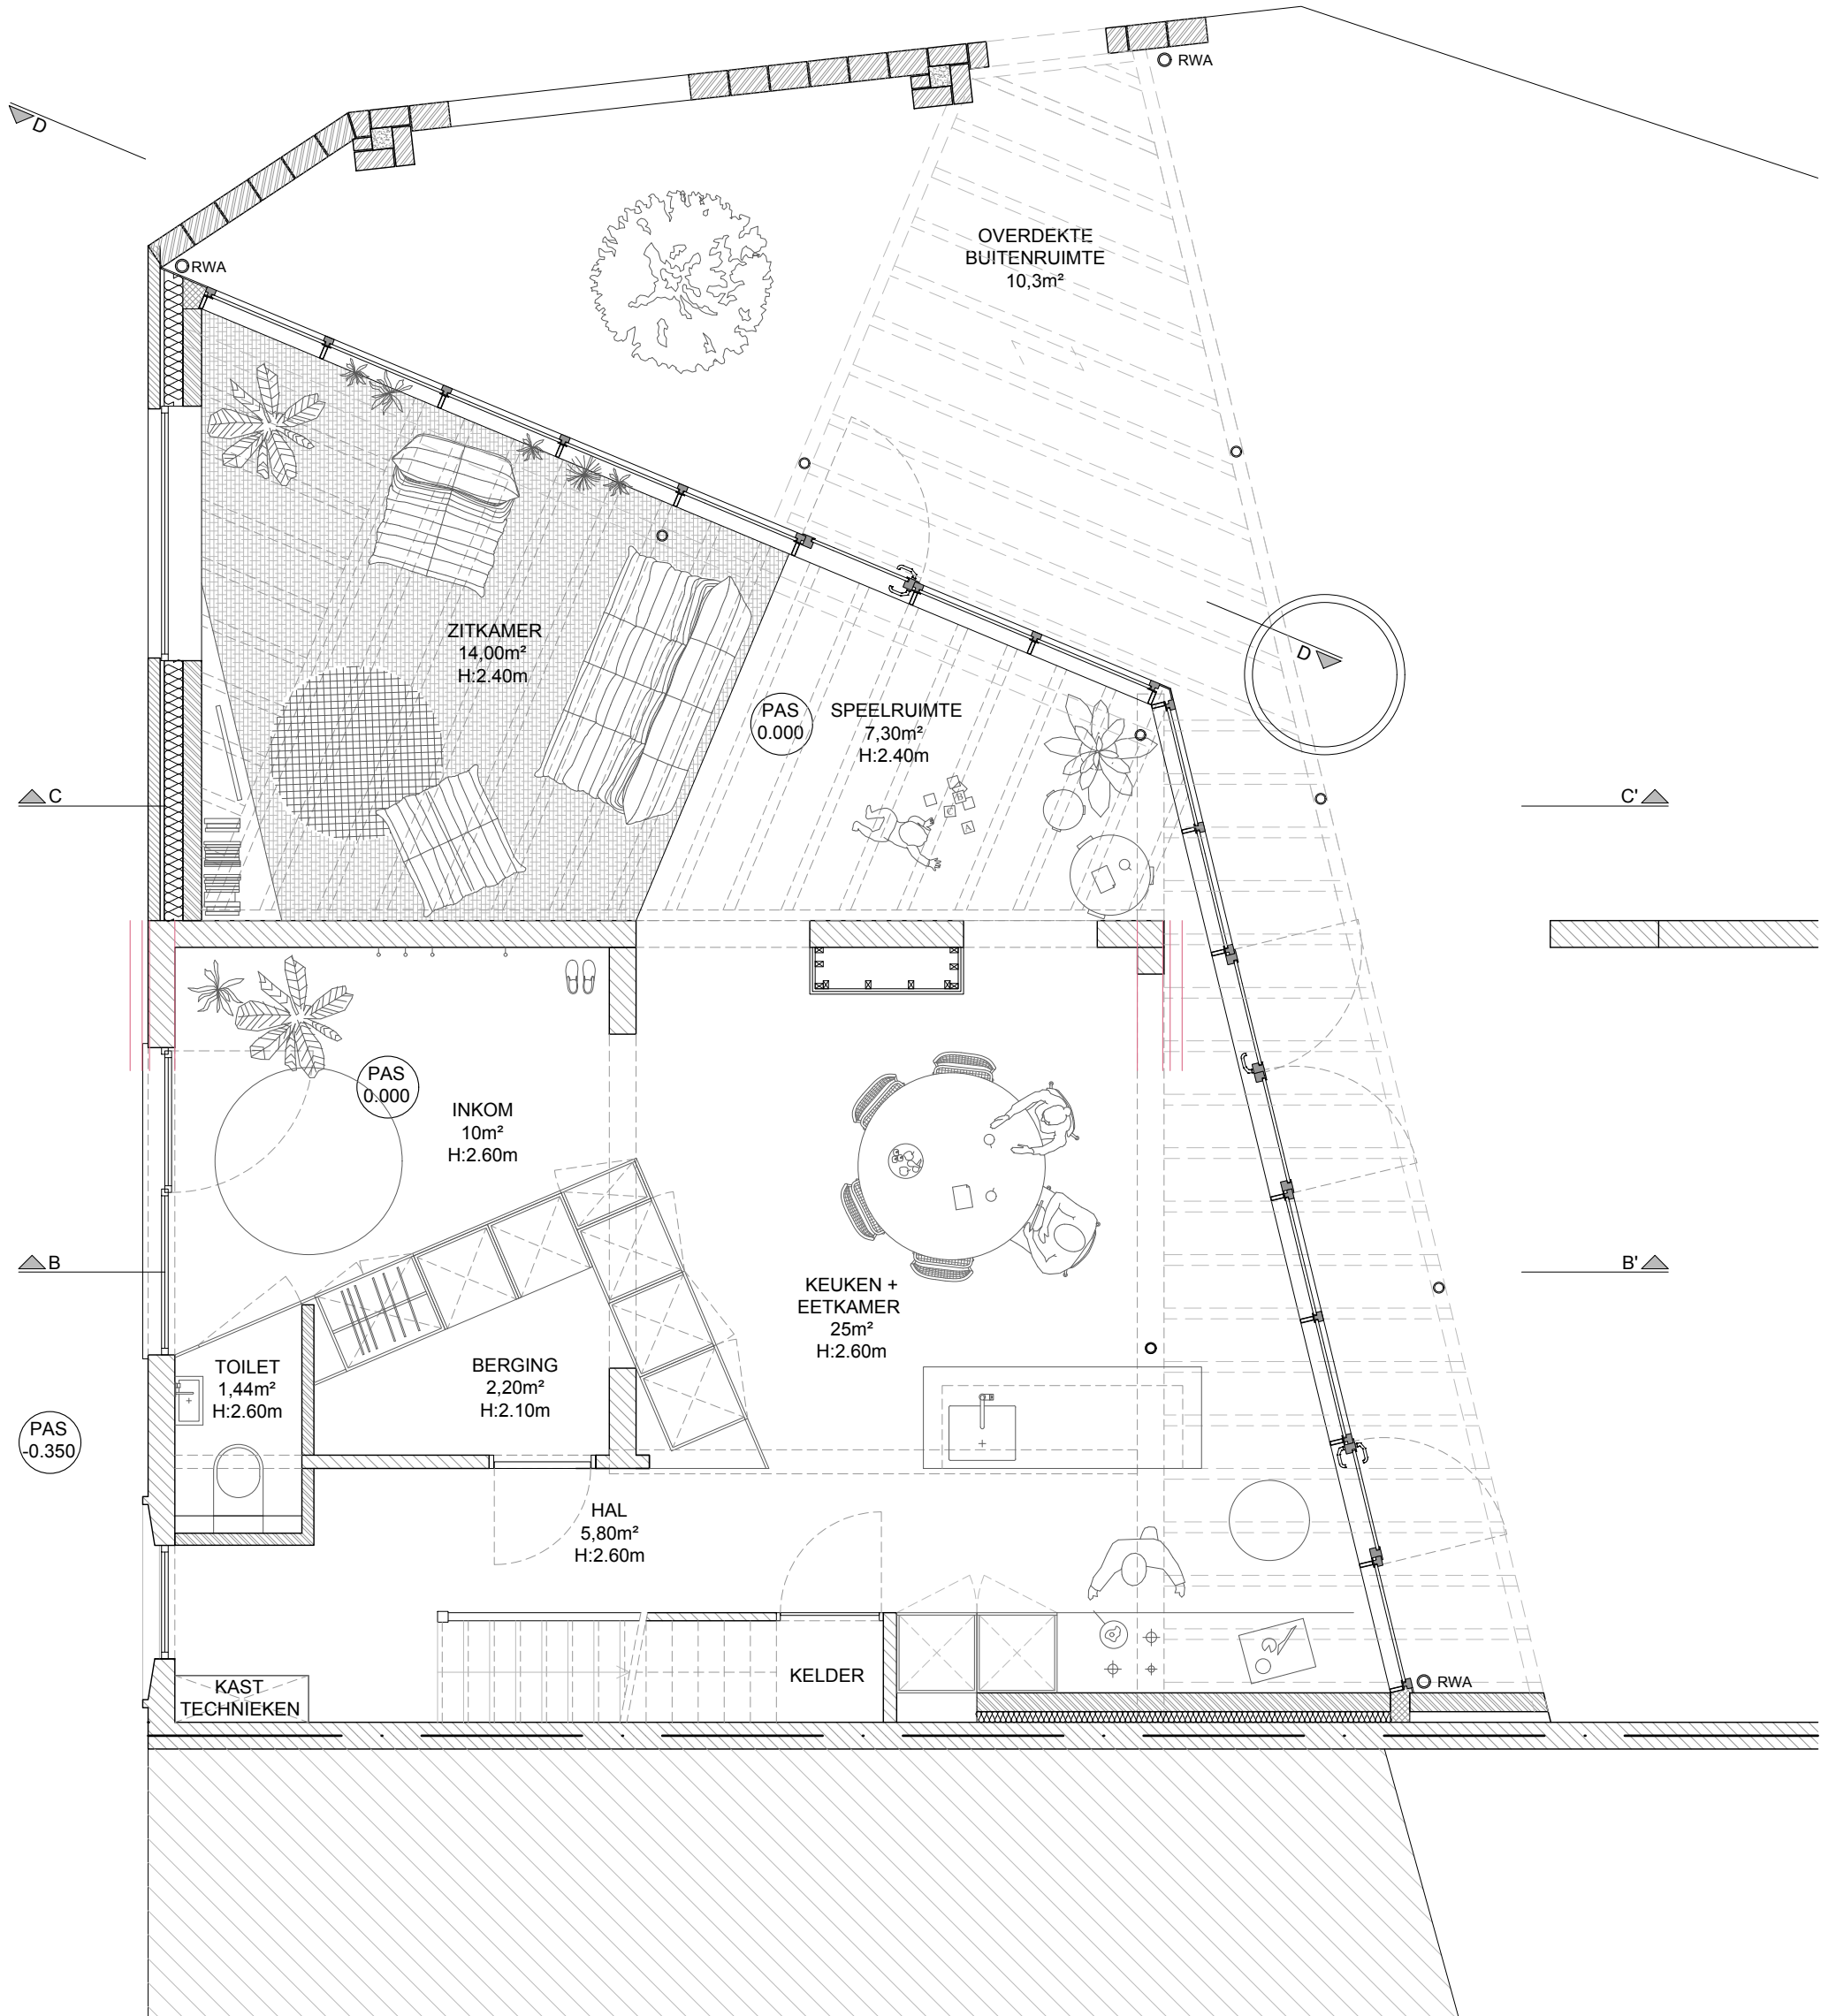 RWA
D
OVERDEKTE
BUITENRUIMTE
10,3m²
RWA
ZITKAMER
14,00m²
H:2.40m
D
PAS
0.000
SPEELRUIMTE
7,30m²
H:2.40m
C
C'
PAS
0.000
INKOM
10m²
H:2.60m
B
B'
KEUKEN +
EETKAMER
25m²
H:2.60m
TOILET
1,44m²
H:2.60m
BERGING
2,20m²
H:2.10m
PAS
-0.350
HAL
5,80m²
H:2.60m
KELDER
KAST
TECHNIEKEN
RWA